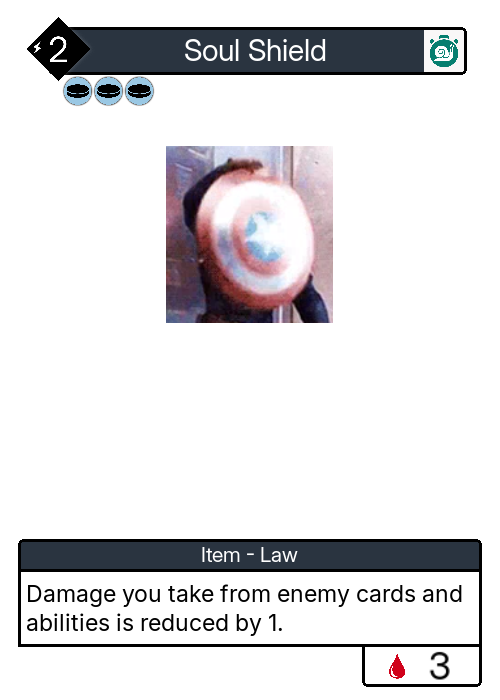 2
Soul Shield
Item - Law
Damage you take from enemy cards and
abilities is reduced by 1.
3